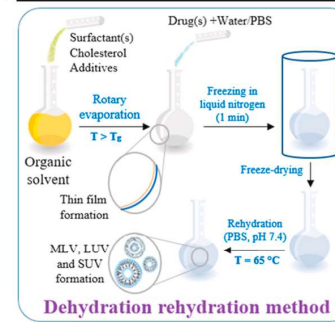 Surfactant(s)
Cholesterol
Additives
Drug(s) +Water/PBS
Rotary
evaporation
T > Tg
Freezing in
liquid nitrogen
(1 min)
Organic
solvent
Thin film
formation
Freeze-drying
Rehydration
(PBS, pH 7.4)
T = 65 °C
MLV, LUV
and SUV
formation
Dehydration rehydration method